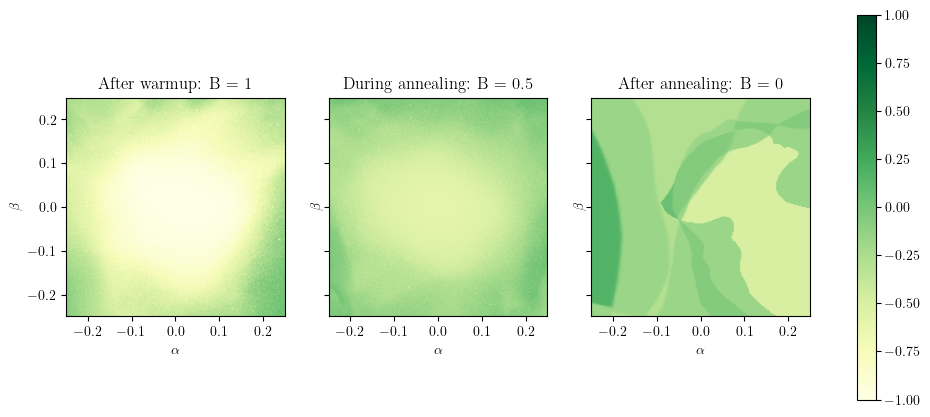 After warmup: B = 1
During annealing: B = 0.5
After annealing: B = 0
0.2
0.1
0.0
−0.1
−0.2
β
β
β
−0.2 −0.1 0.0 0.1 0.2
−0.2 −0.1 0.0 0.1 0.2
−0.2 −0.1 0.0 0.1 0.2
α
α
α
1.00
0.75
0.50
0.25
0.00
−0.25
−0.50
−0.75
−1.00